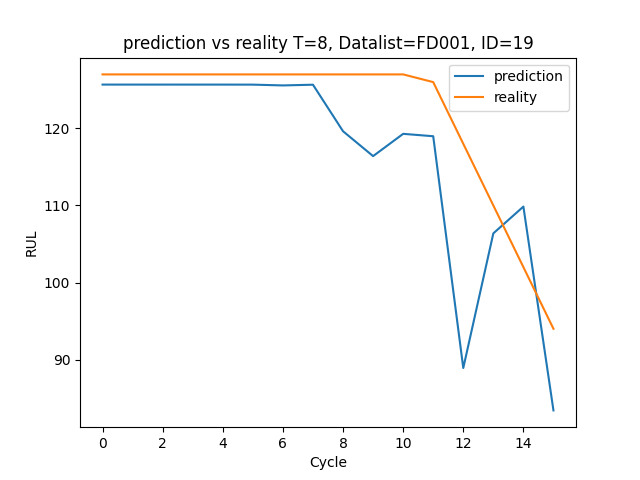 prediction vs reality T=8, Datalist=FD001, ID=19
prediction
reality
120
110
100
90
RUL
0 2 4 6 8 10 12 14
Cycle